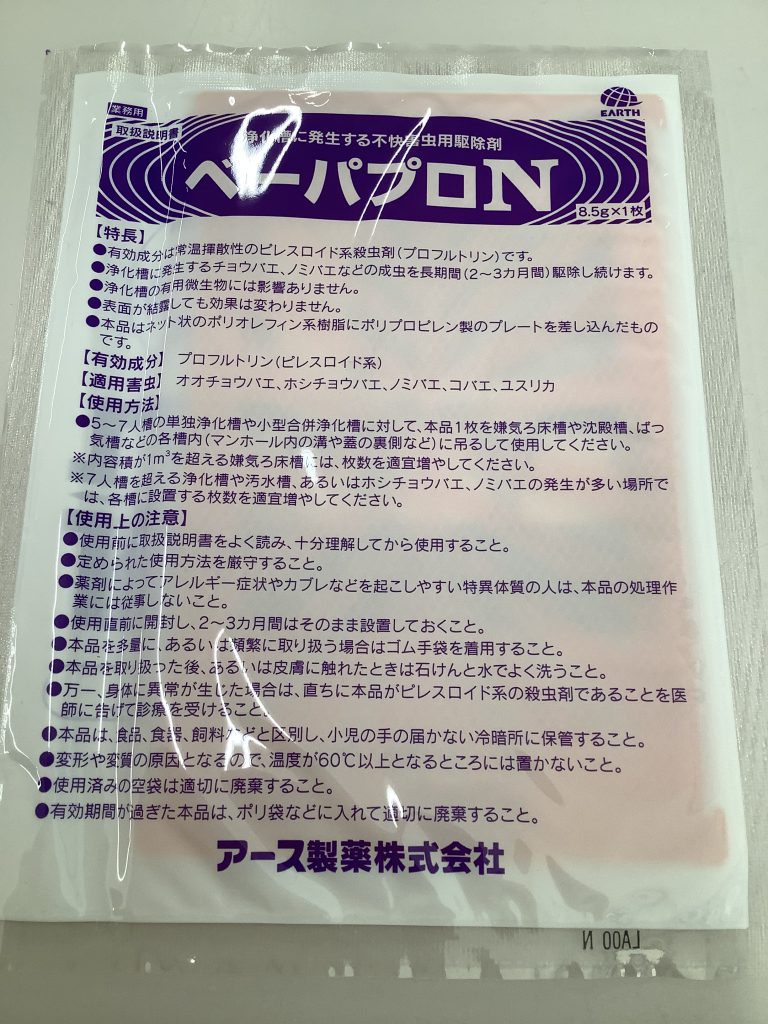 業務用
取扱説明書
EARTH
浄化槽に発生する不快害虫用駆除剤
ベーパプロN
8.5g×1枚
【特長】
●有効成分は常温揮散性のピレスロイド系殺虫剤(プロフルトリン)です。
●浄化槽に発生するチョウバエ、ノミバエなどの成虫を長期間(2~3カ月間)駆除し続けます。
●浄化槽の有用微生物には影響ありません。
●表面が結露しても効果は変わりません。
●本品はネット状のポリオレフィン系樹脂にポリプロピレン製のプレートを差し込んだもの
です。
【有効成分】 プロフルトリン(ピレスロイド系)
【適用害虫】 オオチョウバエ、ホシチョウバエ、ノミバエ、コバエ、ユスリカ
【使用方法】
●5~7人槽の単独浄化槽や小型合併浄化槽に対して、本品1枚を嫌気ろ床槽や沈殿槽、ばっ
気槽などの各槽内(マンホール内の溝や蓋の裏側など)に吊るして使用してください。
※内容積が1m³を超える嫌気ろ床槽には、枚数を適宜増やしてください。
※7人槽を超える浄化槽や汚水槽、あるいはホシチョウバエ、ノミバエの発生が多い場所で
は、各槽に設置する枚数を適宜増やしてください。
【使用上の注意】
●使用前に取扱説明書をよく読み、十分理解してから使用すること。
●定められた使用方法を厳守すること。
●薬剤によってアレルギー症状やカブレなどを起こしやすい特異体質の人は、本品の処理作
業には従事しないこと。
●使用直前に開封し、2~3カ月間はそのまま設置しておくこと。
●本品を多量に、あるいは頻繁に取り扱う場合はゴム手袋を着用すること。
●本品を取り扱った後、あるいは皮膚に触れたときは石けんと水でよく洗うこと。
●万一、身体に異常が生じた場合は、直ちに本品がピレスロイド系の殺虫剤であることを医
師に告げて診療を受けること。
●本品は、食品、食器、飼料などと区別し、小児の手の届かない冷暗所に保管すること。
●変形や変質の原因となるので、温度が60℃以上となるところには置かないこと。
●使用済みの空袋は適切に廃棄すること。
●有効期間が過ぎた本品は、ポリ袋などに入れて適切に廃棄すること。
アース製薬株式会社
LA00 N